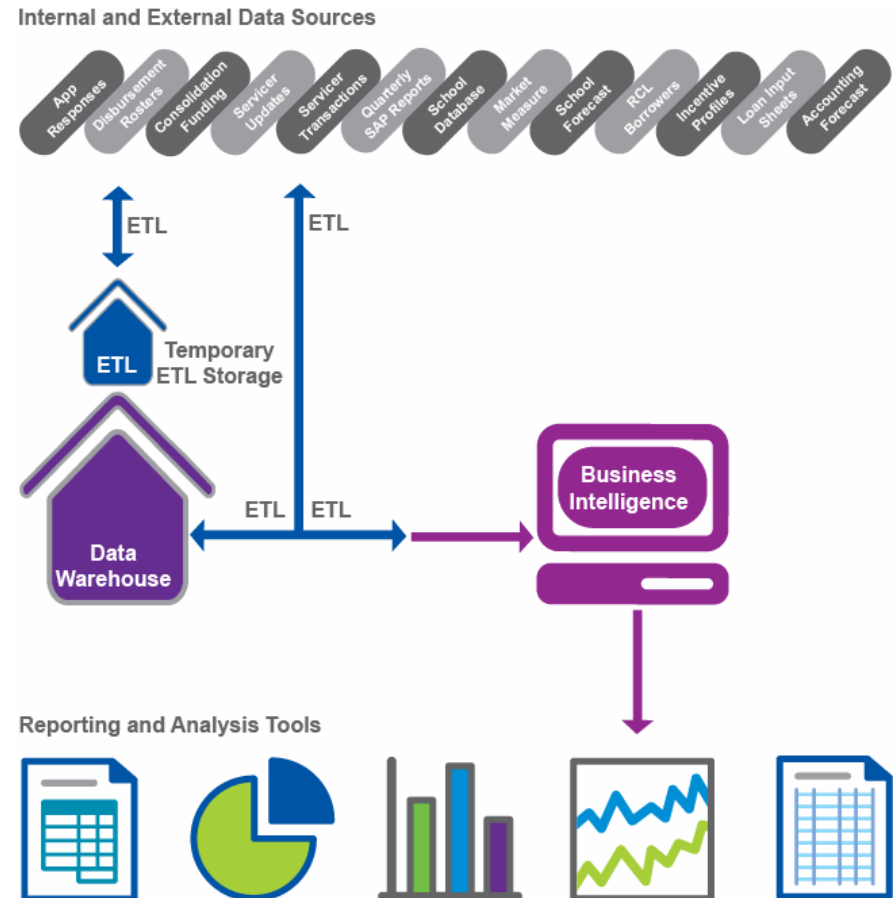 Internal and External Data Sources
App
Responses
Disbursement
Rosters
Consolidation
Funding
Servicer
Updates
Servicer
Transactions
Quarterly
SAP Reports
School
Database
Market
Measure
School
Forecast
RCL
Borrowers
Incentive
Profiles
Loan Input
Sheets
Accounting
Forecast
ETL
ETL
ETL
Temporary
ETL Storage
ETL
ETL
Business
Intelligence
Data
Warehouse
Reporting and Analysis Tools